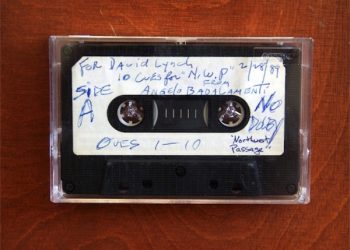 FOR DAVID LYNCH 2/28/89
10 CUES FOR "N.W.P"
FROM
SIDE ANGELO BADALAMENTI
A NO
DOLBY
CUES 1-10
"Northwest
Passage"